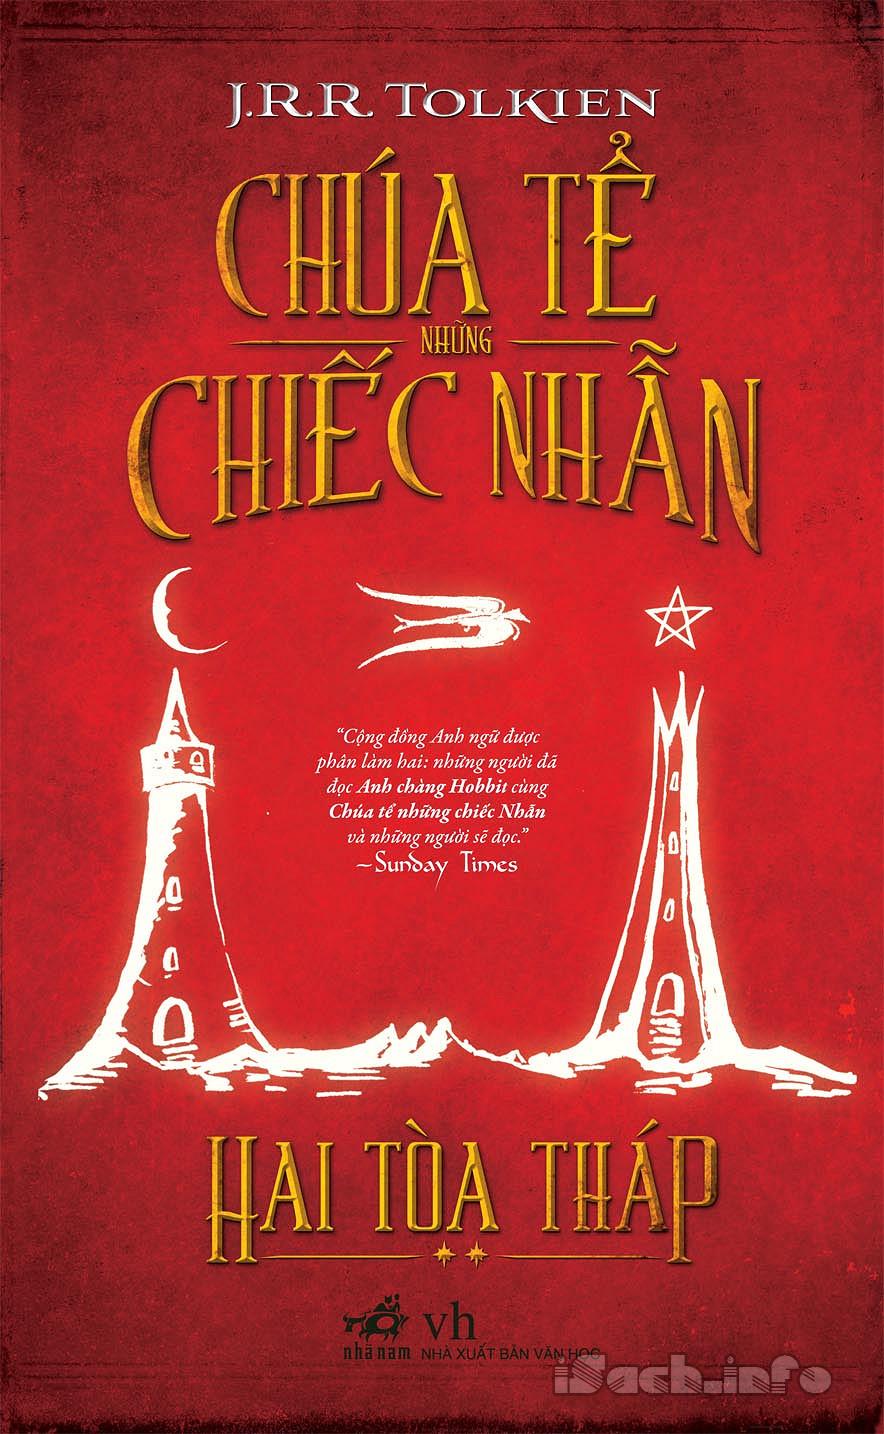 J.R.R. TOLKIEN
CHÚA TỂ
NHỮNG
CHIẾC NHẪN
“Cộng đồng Anh ngữ được
phân làm hai: những người đã
đọc Anh chàng Hobbit cùng
Chúa tể những chiếc Nhẫn
và những người sẽ đọc.”
~Sunday Times
HAI TÒA THÁP
nhã nam
vh
NHÀ XUẤT BẢN VĂN HỌC
iSach.info